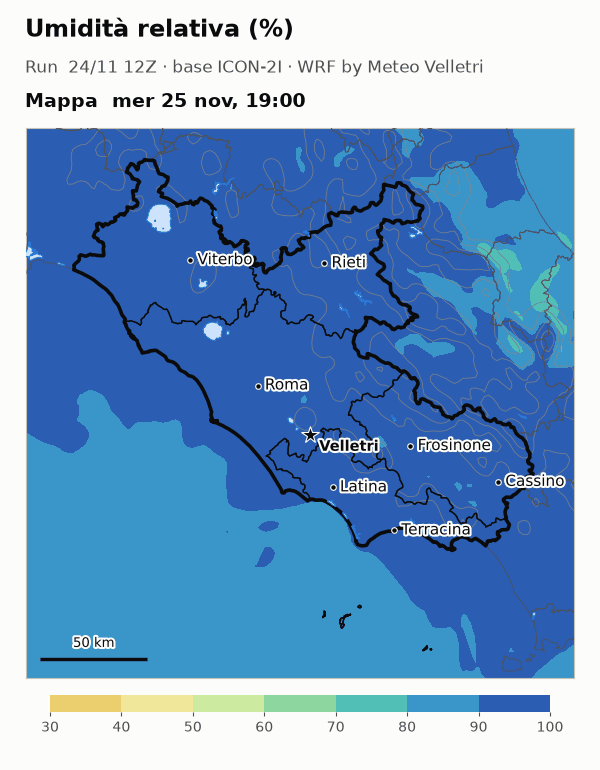 Umidità relativa (%)
Run  24/11 12Z · base ICON-2I · WRF by Meteo Velletri
Mappa  mer 25 nov, 19:00
Viterbo
Rieti
Roma
Velletri
Frosinone
Latina
Cassino
Terracina
50 km
30 40 50 60 70 80 90 100